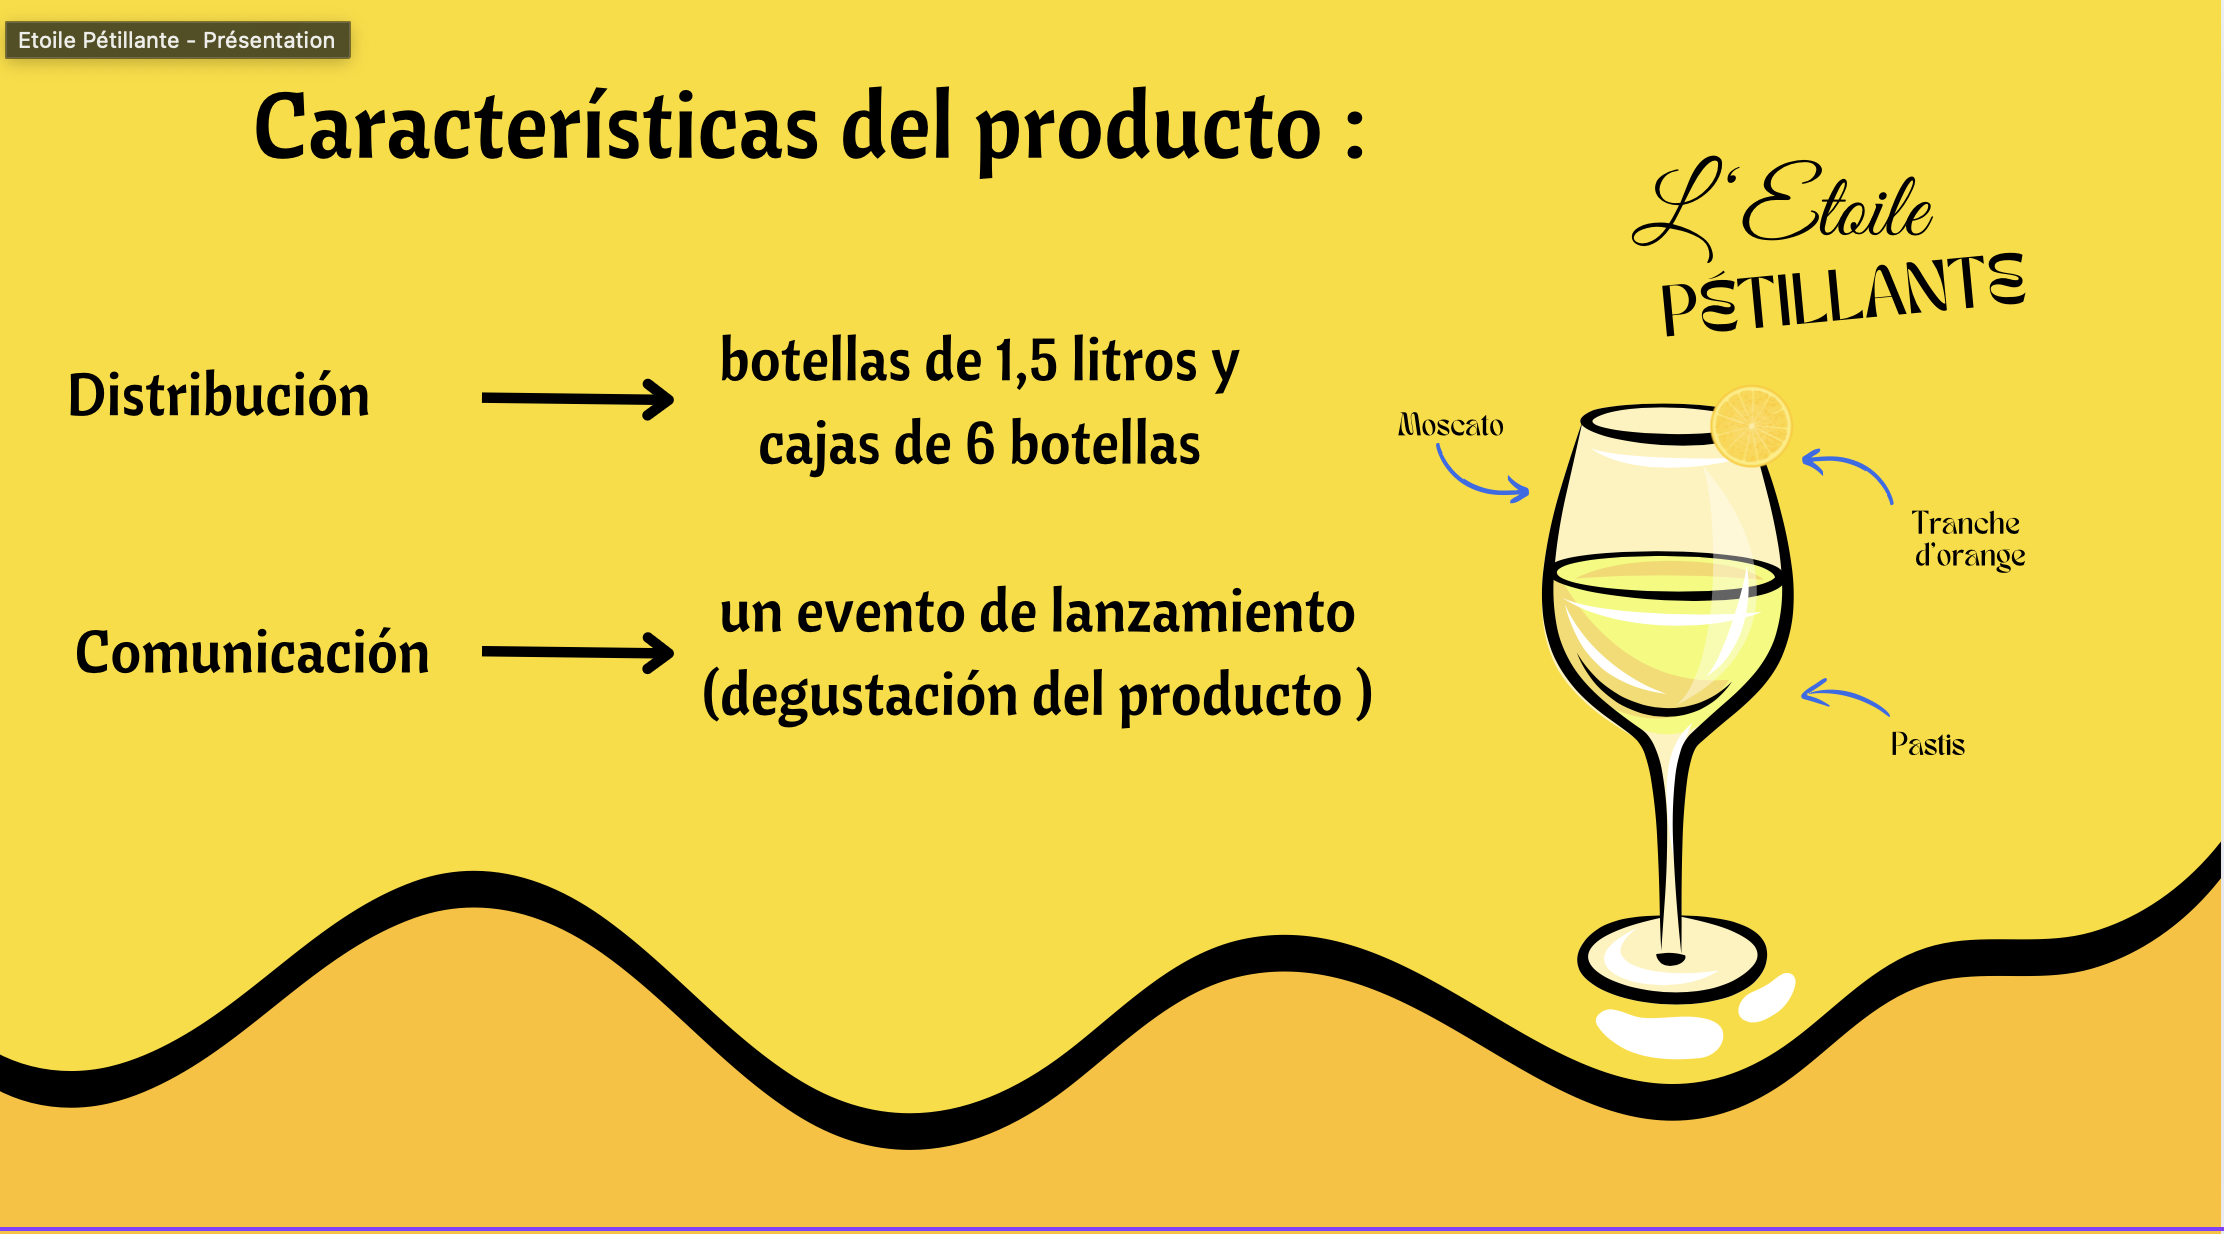 Etoile Pétillante - Présentation
Características del producto :
L‘Etoile
PÉTILLANTE
Distribución
botellas de 1,5 litros y
cajas de 6 botellas
Comunicación
un evento de lanzamiento
(degustación del producto )
Moscato
Tranche
d'orange
Pastis